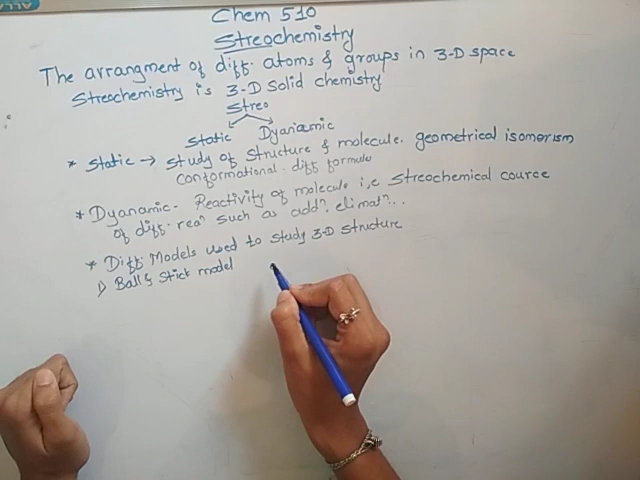 Chem 510
Streochemistry
The arrangment of diff. atoms & groups in 3-D space
Streochemistry is 3-D Solid chemistry
Streo
Static Dyanamic
* Static → Study of Structure & molecule. geometrical isomerism
conformational. diff formule
* Dyanamic - Reactivity of molecule i,e Streochemical cource
of diff. rean such as addn, elimatn...
* Diff Models used to study 3-D structure
1) Ball & Stick model